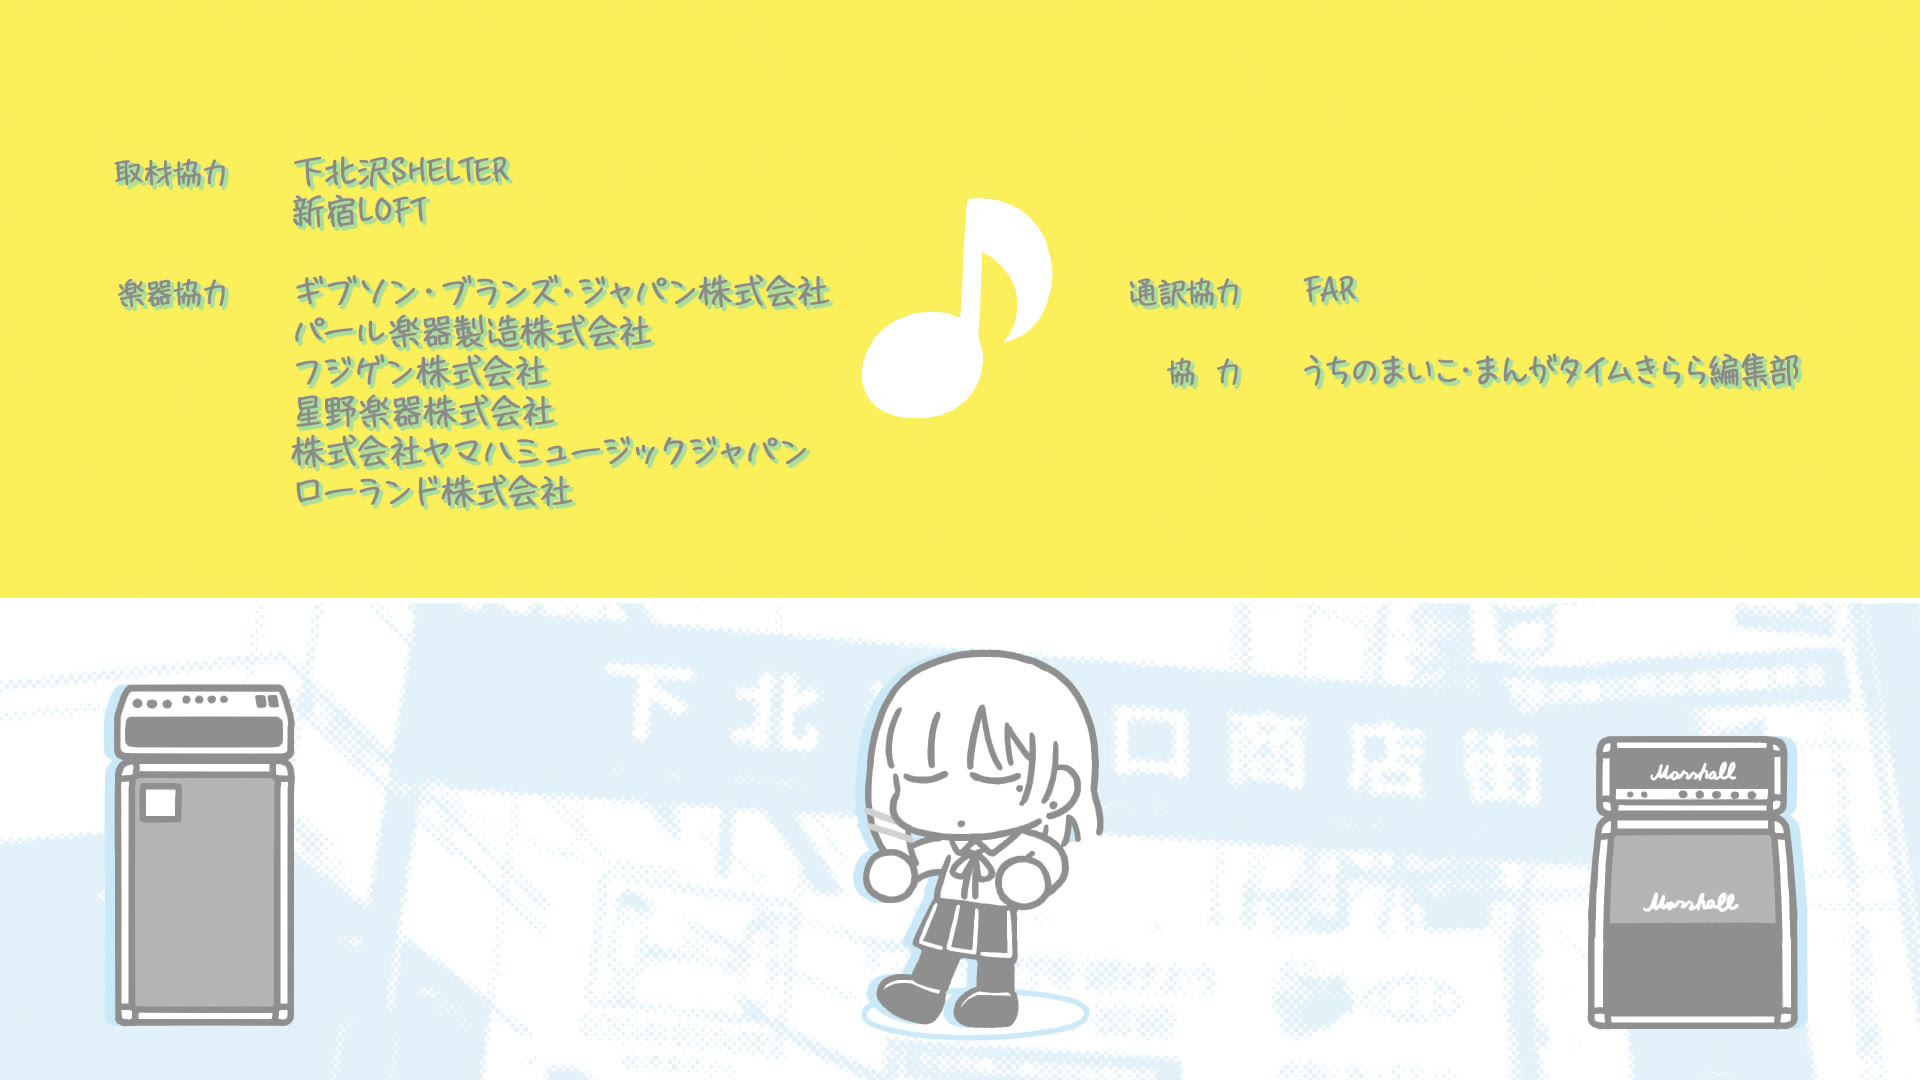 取材協力 下北沢SHELTER
新宿LOFT
楽器協力 ギブソン・ブランズ・ジャパン株式会社
パール楽器製造株式会社
フジゲン株式会社
星野楽器株式会社
株式会社ヤマハミュージックジャパン
ローランド株式会社
通訳協力 FAR
協 力 うちのまいこ・まんがタイムきらら編集部
下北 口商店街
Marshall
Marshall